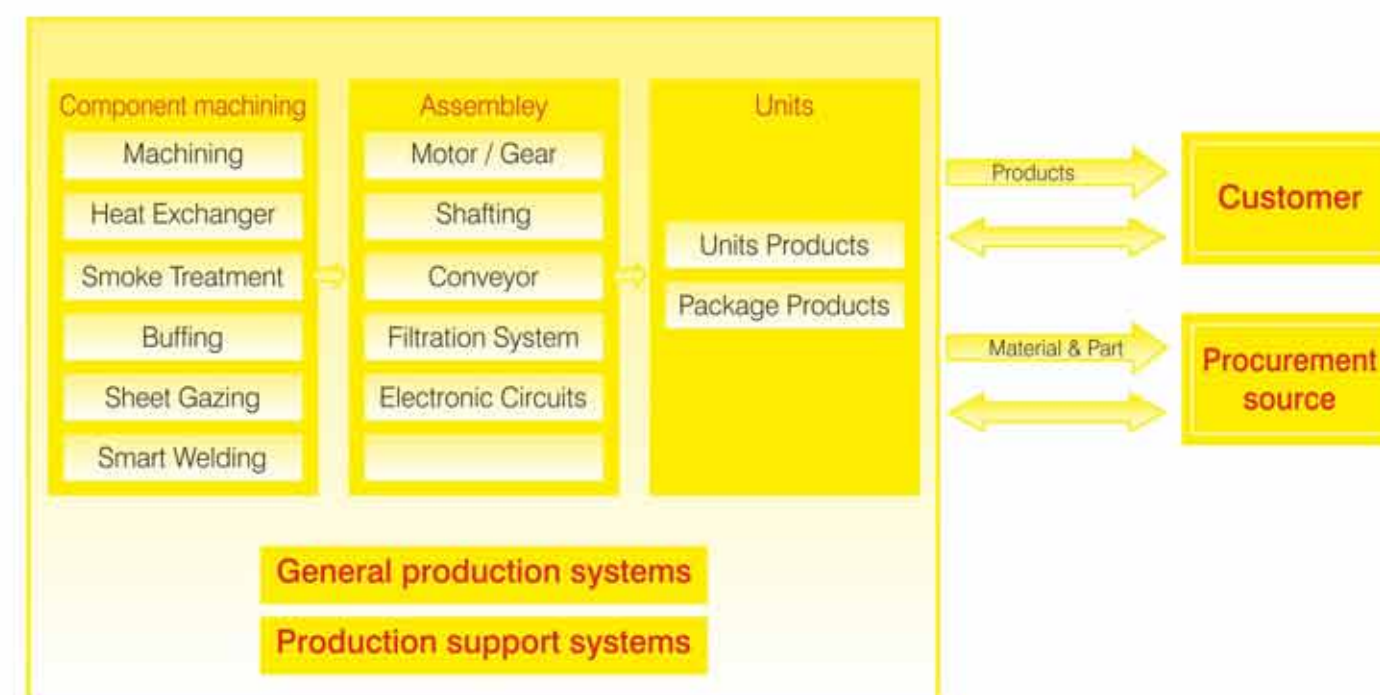 Component machining
Machining
Heat Exchanger
Smoke Treatment
Buffing
Sheet Gazing
Smart Welding
Assembley
Motor / Gear
Shafting
Conveyor
Filtration System
Electronic Circuits
Units
Units Products
Package Products
Products
Customer
Material & Part
Procurement
source
General production systems
Production support systems